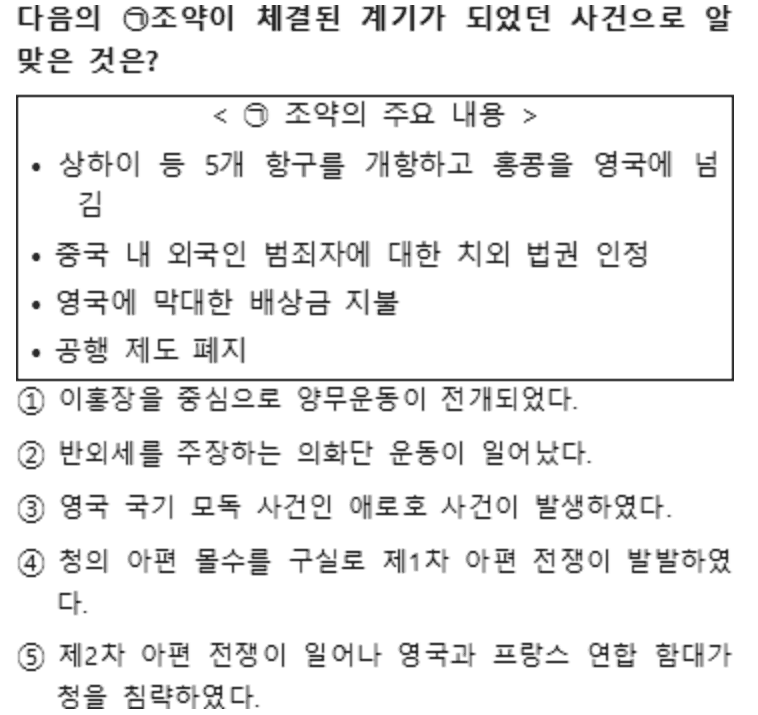 다음의 ㉠조약이 체결된 계기가 되었던 사건으로 알
맞은 것은?
< ㉠ 조약의 주요 내용 >
• 상하이 등 5개 항구를 개항하고 홍콩을 영국에 넘
김
• 중국 내 외국인 범죄자에 대한 치외 법권 인정
• 영국에 막대한 배상금 지불
• 공행 제도 폐지
① 이홍장을 중심으로 양무운동이 전개되었다.
② 반외세를 주장하는 의화단 운동이 일어났다.
③ 영국 국기 모독 사건인 애로호 사건이 발생하였다.
④ 청의 아편 몰수를 구실로 제1차 아편 전쟁이 발발하였
다.
⑤ 제2차 아편 전쟁이 일어나 영국과 프랑스 연합 함대가
청을 침략하였다.